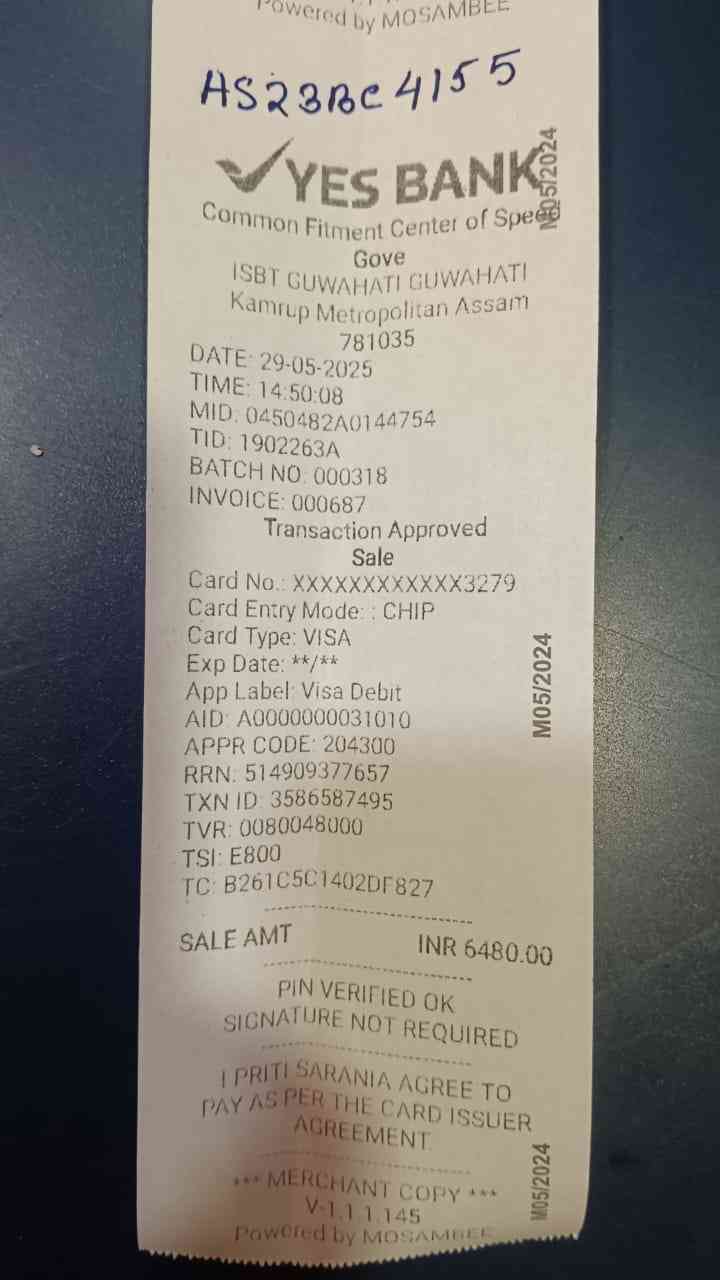 Powered by MOSAMBEE
AS23BC4155
YES BANK
Common Fitment Center of Speed
Gove
ISBT GUWAHATI GUWAHATI
Kamrup Metropolitan Assam
781035
DATE: 29-05-2025
TIME: 14:50:08
MID: 0450482A0144754
TID: 1902263A
BATCH NO: 000318
INVOICE: 000687
Transaction Approved
Sale
Card No.: XXXXXXXXXXXX3279
Card Entry Mode: : CHIP
Card Type: VISA
Exp Date: **/**
App Label: Visa Debit
AID: A0000000031010
APPR CODE: 204300
RRN: 514909377657
TXN ID: 3586587495
TVR: 0080048000
TSI: E800
TC: B261C5C1402DF827
SALE AMT INR 6480.00
PIN VERIFIED OK
SIGNATURE NOT REQUIRED
I PRITI SARANIA AGREE TO
PAY AS PER THE CARD ISSUER
AGREEMENT
*** MERCHANT COPY ***
V-1.1.1.145
Powered by MOSAMBEE
M05/2024
M05/2024
M05/2024